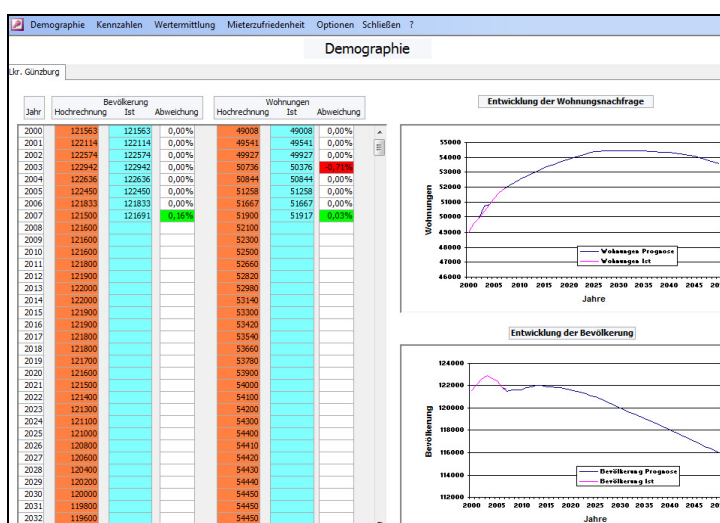 Demographie Kennzahlen Wertermittlung Mieterzufriedenheit Optionen Schließen ?
Demographie
Lkr. Günzburg
Bevölkerung Wohnungen
Jahr Hochrechnung Ist Abweichung Hochrechnung Ist Abweichung
2000 121563 121563 0,00% 49008 49008 0,00%
2001 122114 122114 0,00% 49541 49541 0,00%
2002 122574 122574 0,00% 49927 49927 0,00%
2003 122942 122942 0,00% 50736 50376 -0,71%
2004 122636 122636 0,00% 50844 50844 0,00%
2005 122450 122450 0,00% 51258 51258 0,00%
2006 121833 121833 0,00% 51667 51667 0,00%
2007 121500 121691 0,16% 51900 51917 0,03%
2008 121600 52100
2009 121600 52300
2010 121600 52500
2011 121800 52660
2012 121900 52820
2013 122000 52980
2014 122000 53140
2015 121900 53300
2016 121900 53420
2017 121800 53540
2018 121800 53660
2019 121700 53780
2020 121600 53900
2021 121500 54000
2022 121400 54100
2023 121300 54200
2024 121100 54300
2025 121000 54400
2026 120800 54410
2027 120600 54420
2028 120400 54430
2029 120200 54440
2030 120000 54450
2031 119800 54450
2032 119600 54450
Entwicklung der Wohnungsnachfrage
55000
54000
53000
52000
51000
50000
49000
48000
47000
46000
Wohnungen
Wohnungen Prognose
Wohnungen Ist
2000 2005 2010 2015 2020 2025 2030 2035 2040 2045 205
Jahre
Entwicklung der Bevölkerung
124000
122000
120000
118000
116000
114000
112000
Bevölkerung
Bevölkerung Prognose
Bevölkerung Ist
2000 2005 2010 2015 2020 2025 2030 2035 2040 2045 205
Jahre